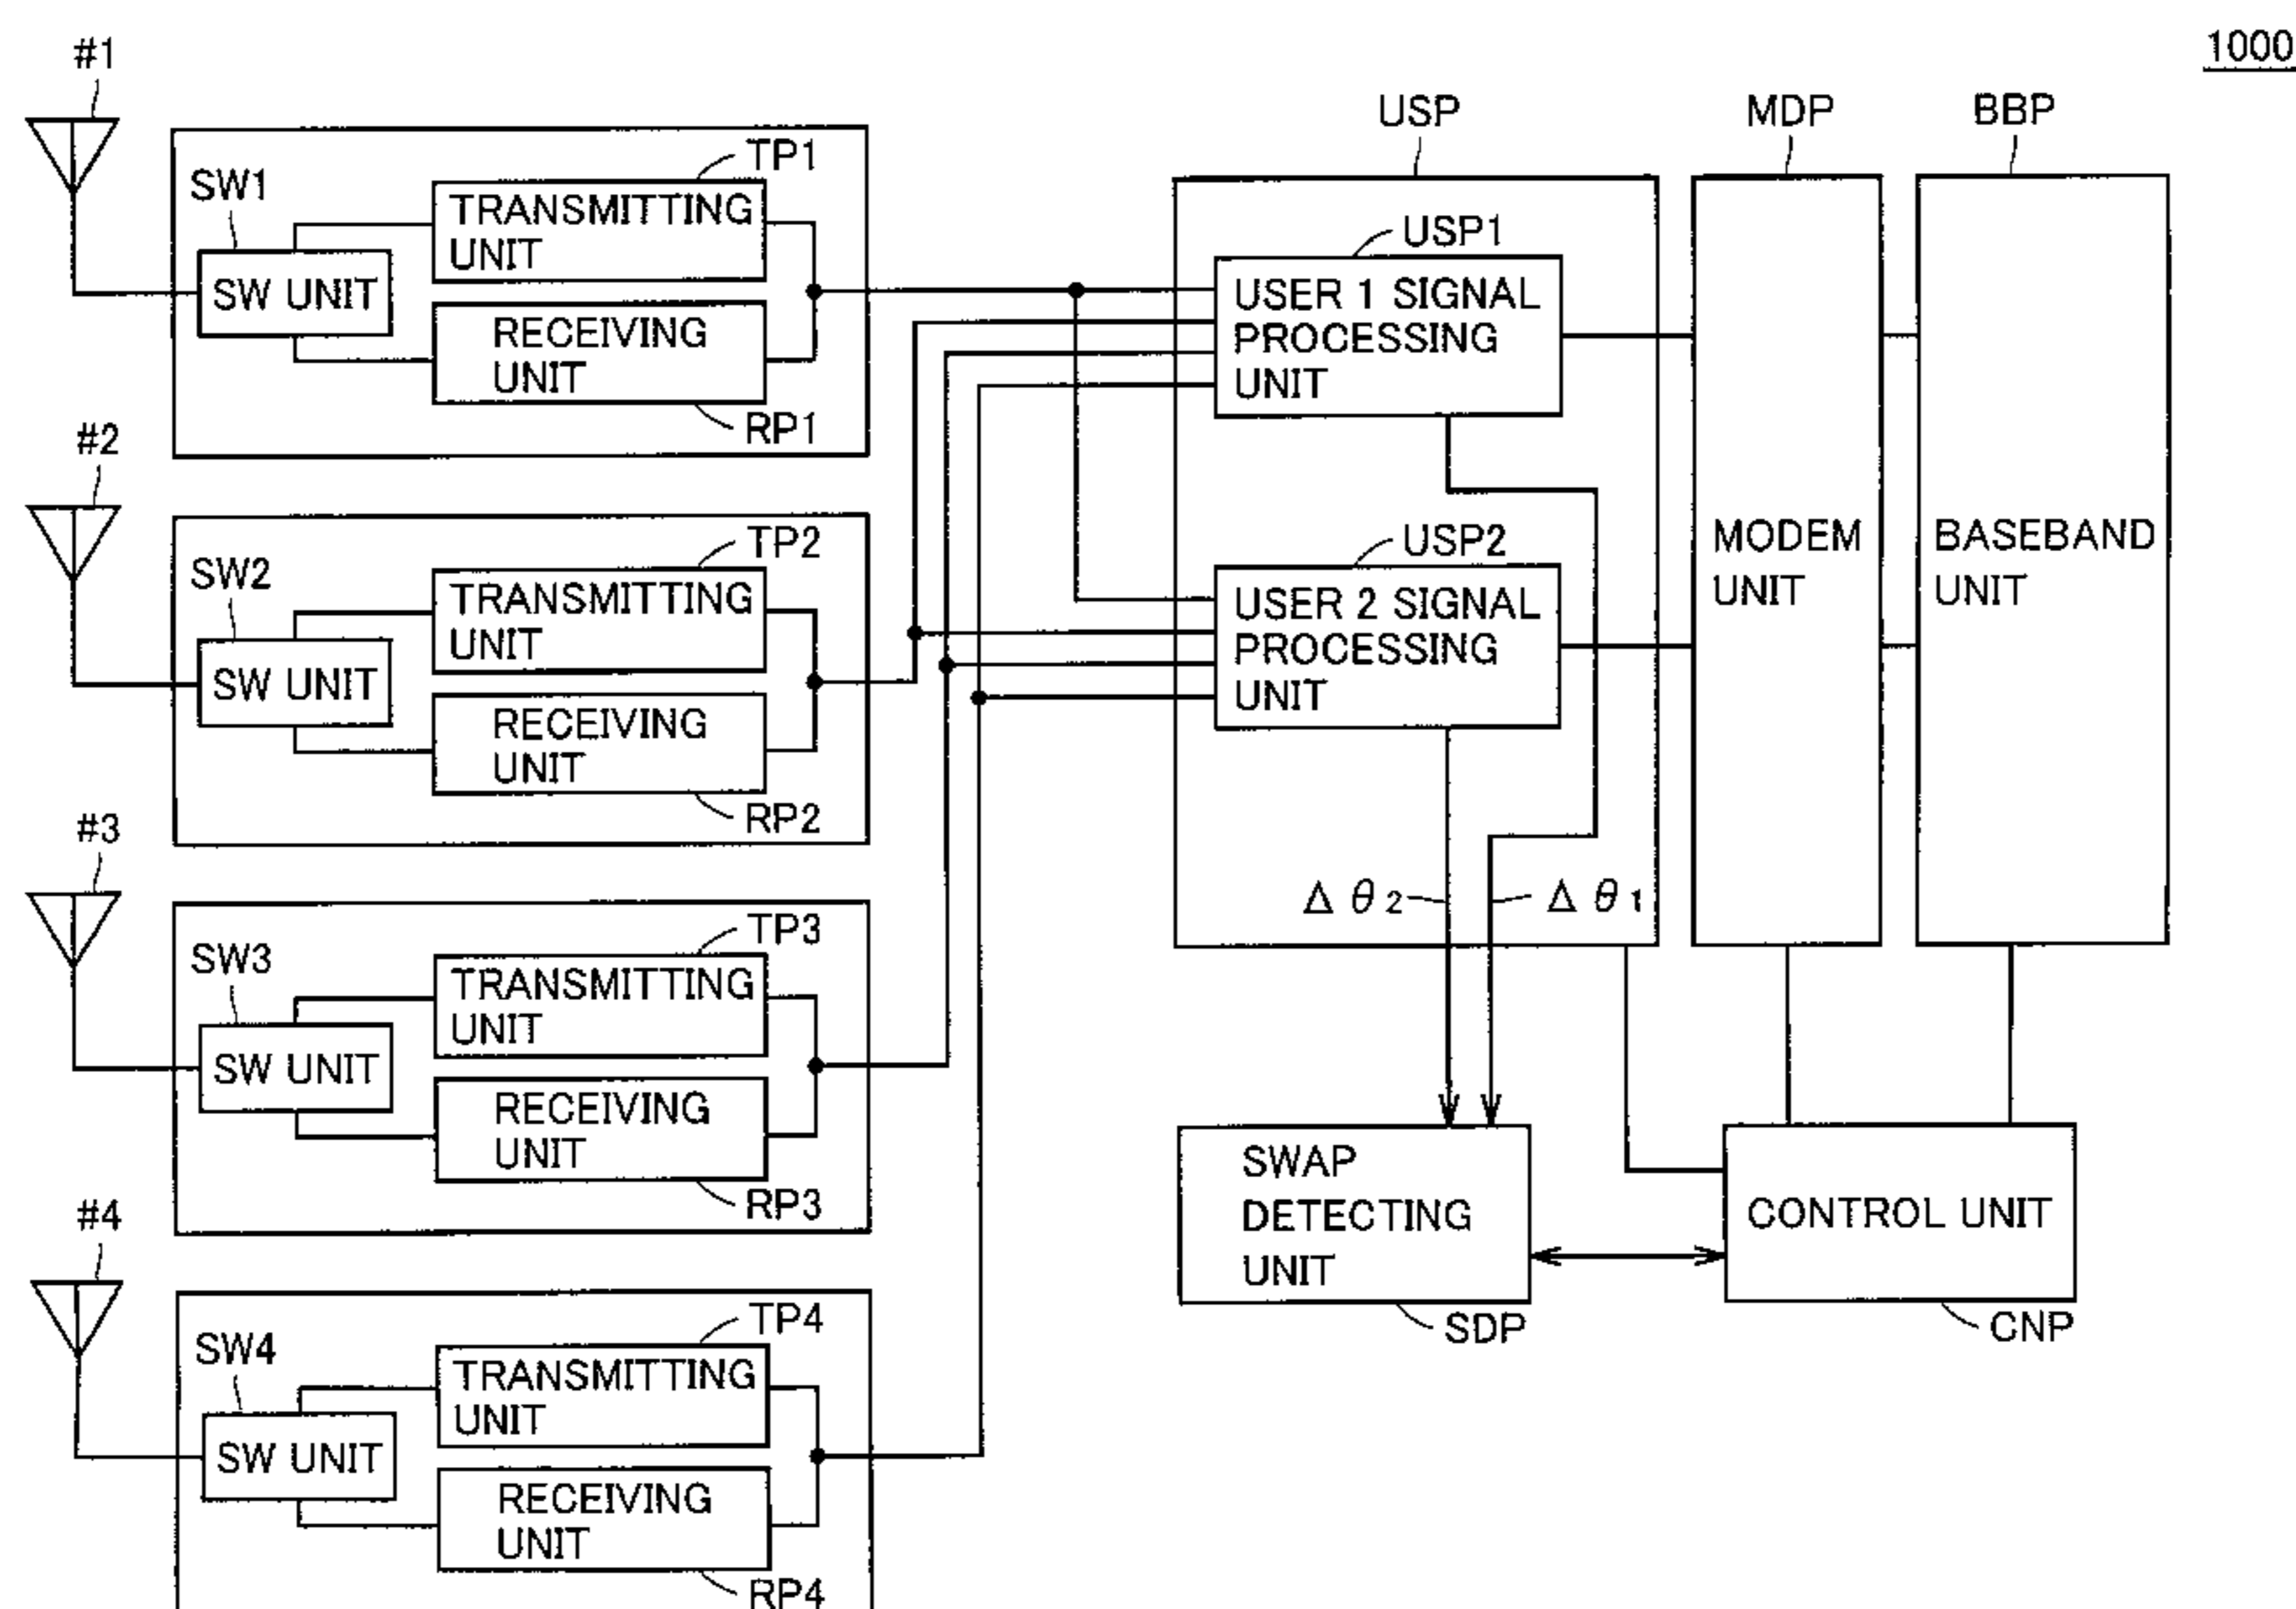 1000
#1
SW1
SW UNIT
TP1
TRANSMITTING
UNIT
RECEIVING
UNIT
RP1
#2
SW2
SW UNIT
TP2
TRANSMITTING
UNIT
RECEIVING
UNIT
RP2
#3
SW3
SW UNIT
TP3
TRANSMITTING
UNIT
RECEIVING
UNIT
RP3
#4
SW4
SW UNIT
TP4
TRANSMITTING
UNIT
RECEIVING
UNIT
RP4
USP
USP1
USER 1 SIGNAL
PROCESSING
UNIT
USP2
USER 2 SIGNAL
PROCESSING
UNIT
Δθ2
Δθ1
MDP
MODEM
UNIT
BBP
BASEBAND
UNIT
SWAP
DETECTING
UNIT
SDP
CONTROL UNIT
CNP